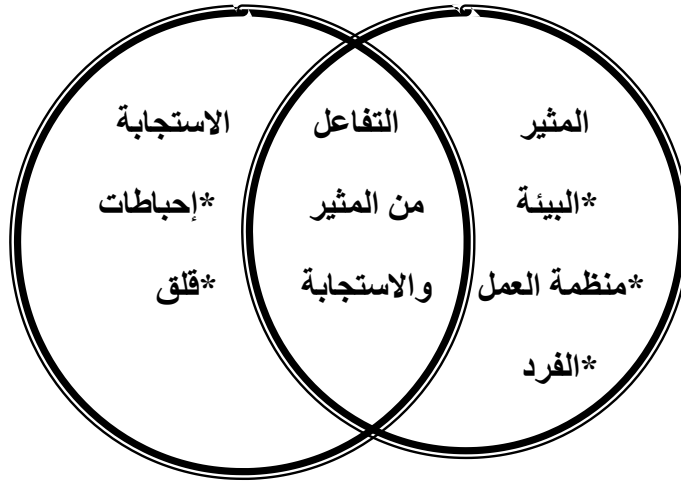 المثير
*البيئة
*منظمة العمل
*الفرد
التفاعل
من المثير
والاستجابة
الاستجابة
*إحباطات
*قلق